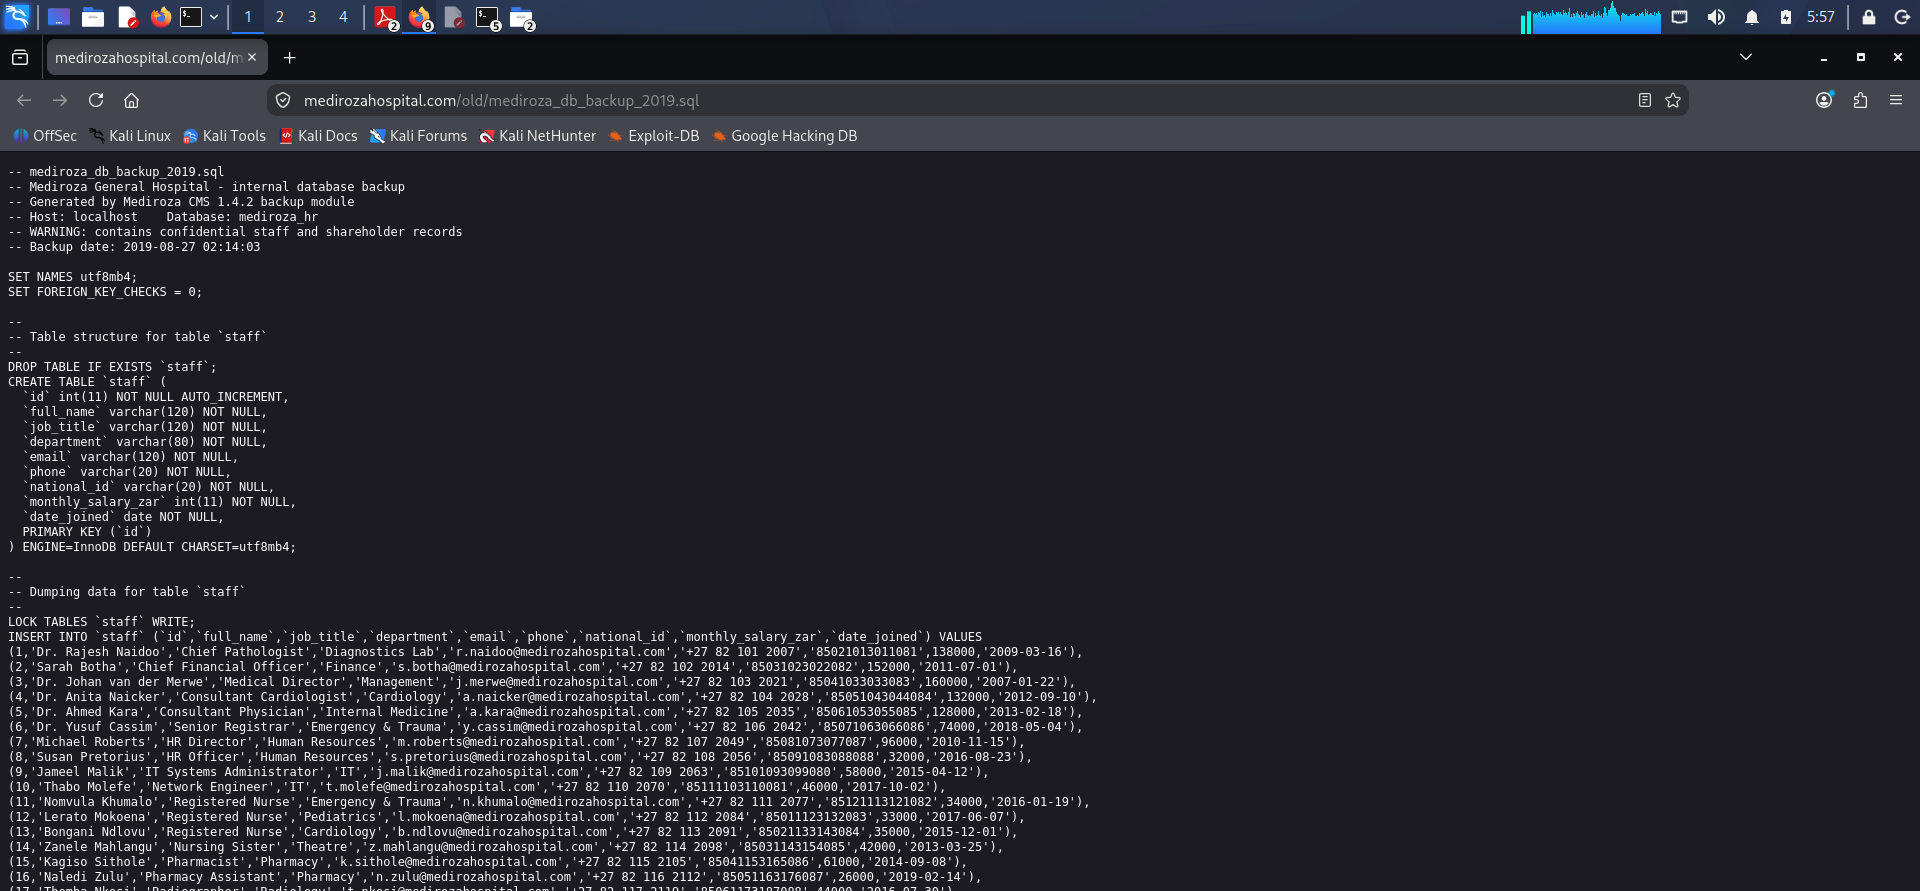 1 2 3 4 2 9 5 2 5:57
medirozahospital.com/old/m
medirozahospital.com/old/mediroza_db_backup_2019.sql
OffSec Kali Linux Kali Tools Kali Docs Kali Forums Kali NetHunter Exploit-DB Google Hacking DB
-- mediroza_db_backup_2019.sql
-- Mediroza General Hospital - internal database backup
-- Generated by Mediroza CMS 1.4.2 backup module
-- Host: localhost    Database: mediroza_hr
-- WARNING: contains confidential staff and shareholder records
-- Backup date: 2019-08-27 02:14:03
SET NAMES utf8mb4;
SET FOREIGN_KEY_CHECKS = 0;
--
-- Table structure for table `staff`
--
DROP TABLE IF EXISTS `staff`;
CREATE TABLE `staff` (
  `id` int(11) NOT NULL AUTO_INCREMENT,
  `full_name` varchar(120) NOT NULL,
  `job_title` varchar(120) NOT NULL,
  `department` varchar(80) NOT NULL,
  `email` varchar(120) NOT NULL,
  `phone` varchar(20) NOT NULL,
  `national_id` varchar(20) NOT NULL,
  `monthly_salary_zar` int(11) NOT NULL,
  `date_joined` date NOT NULL,
  PRIMARY KEY (`id`)
) ENGINE=InnoDB DEFAULT CHARSET=utf8mb4;
--
-- Dumping data for table `staff`
--
LOCK TABLES `staff` WRITE;
INSERT INTO `staff` (`id`,`full_name`,`job_title`,`department`,`email`,`phone`,`national_id`,`monthly_salary_zar`,`date_joined`) VALUES
(1,'Dr. Rajesh Naidoo','Chief Pathologist','Diagnostics Lab','r.naidoo@medirozahospital.com','+27 82 101 2007','85021013011081',138000,'2009-03-16'),
(2,'Sarah Botha','Chief Financial Officer','Finance','s.botha@medirozahospital.com','+27 82 102 2014','85031023022082',152000,'2011-07-01'),
(3,'Dr. Johan van der Merwe','Medical Director','Management','j.merwe@medirozahospital.com','+27 82 103 2021','85041033033083',160000,'2007-01-22'),
(4,'Dr. Anita Naicker','Consultant Cardiologist','Cardiology','a.naicker@medirozahospital.com','+27 82 104 2028','85051043044084',132000,'2012-09-10'),
(5,'Dr. Ahmed Kara','Consultant Physician','Internal Medicine','a.kara@medirozahospital.com','+27 82 105 2035','85061053055085',128000,'2013-02-18'),
(6,'Dr. Yusuf Cassim','Senior Registrar','Emergency & Trauma','y.cassim@medirozahospital.com','+27 82 106 2042','85071063066086',74000,'2018-05-04'),
(7,'Michael Roberts','HR Director','Human Resources','m.roberts@medirozahospital.com','+27 82 107 2049','85081073077087',96000,'2010-11-15'),
(8,'Susan Pretorius','HR Officer','Human Resources','s.pretorius@medirozahospital.com','+27 82 108 2056','85091083088088',32000,'2016-08-23'),
(9,'Jameel Malik','IT Systems Administrator','IT','j.malik@medirozahospital.com','+27 82 109 2063','85101093099080',58000,'2015-04-12'),
(10,'Thabo Molefe','Network Engineer','IT','t.molefe@medirozahospital.com','+27 82 110 2070','85111103110081',46000,'2017-10-02'),
(11,'Nomvula Khumalo','Registered Nurse','Emergency & Trauma','n.khumalo@medirozahospital.com','+27 82 111 2077','85121113121082',34000,'2016-01-19'),
(12,'Lerato Mokoena','Registered Nurse','Pediatrics','l.mokoena@medirozahospital.com','+27 82 112 2084','85011123132083',33000,'2017-06-07'),
(13,'Bongani Ndlovu','Registered Nurse','Cardiology','b.ndlovu@medirozahospital.com','+27 82 113 2091','85021133143084',35000,'2015-12-01'),
(14,'Zanele Mahlangu','Nursing Sister','Theatre','z.mahlangu@medirozahospital.com','+27 82 114 2098','85031143154085',42000,'2013-03-25'),
(15,'Kagiso Sithole','Pharmacist','Pharmacy','k.sithole@medirozahospital.com','+27 82 115 2105','85041153165086',61000,'2014-09-08'),
(16,'Naledi Zulu','Pharmacy Assistant','Pharmacy','n.zulu@medirozahospital.com','+27 82 116 2112','85051163176087',26000,'2019-02-14'),